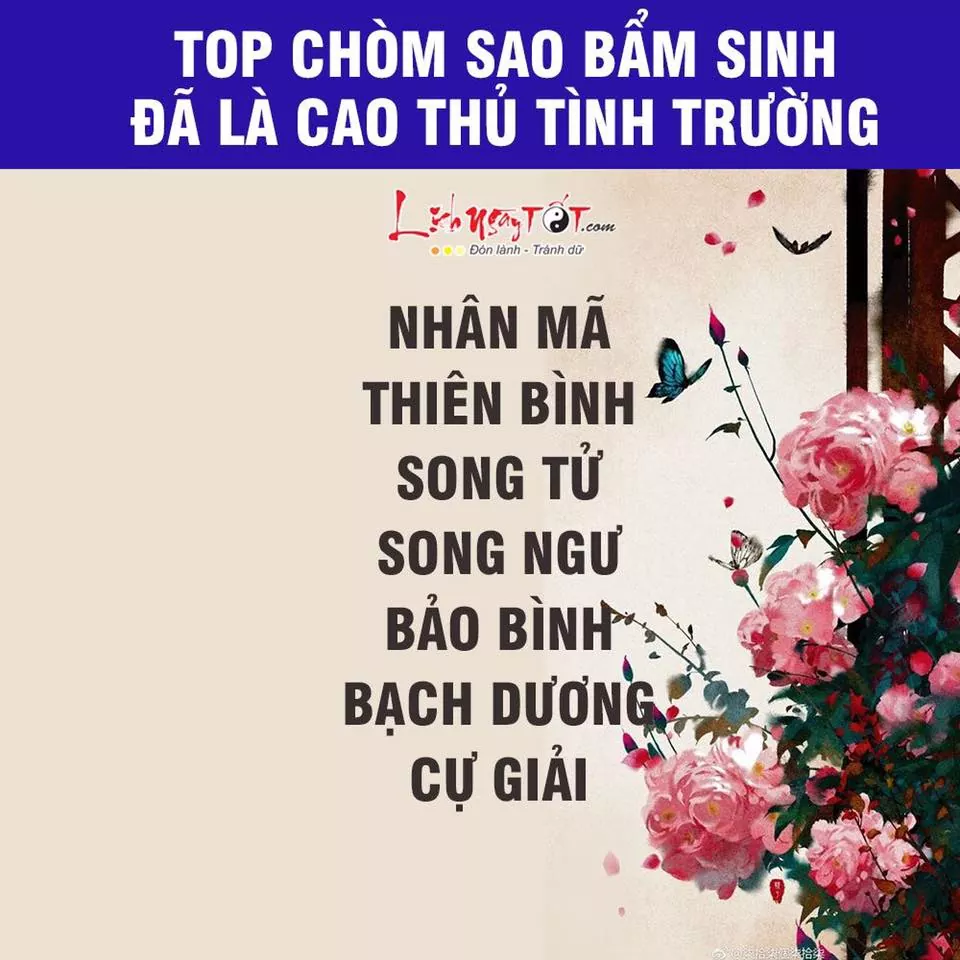 TOP CHÒM SAO BẨM SINH
ĐÃ LÀ CAO THỦ TÌNH TRƯỜNG
LịchNgàyTỐT.com
Đón lành - Tránh dữ
NHÂN MÃ
THIÊN BÌNH
SONG TỬ
SONG NGƯ
BẢO BÌNH
BẠCH DƯƠNG
CỰ GIẢI